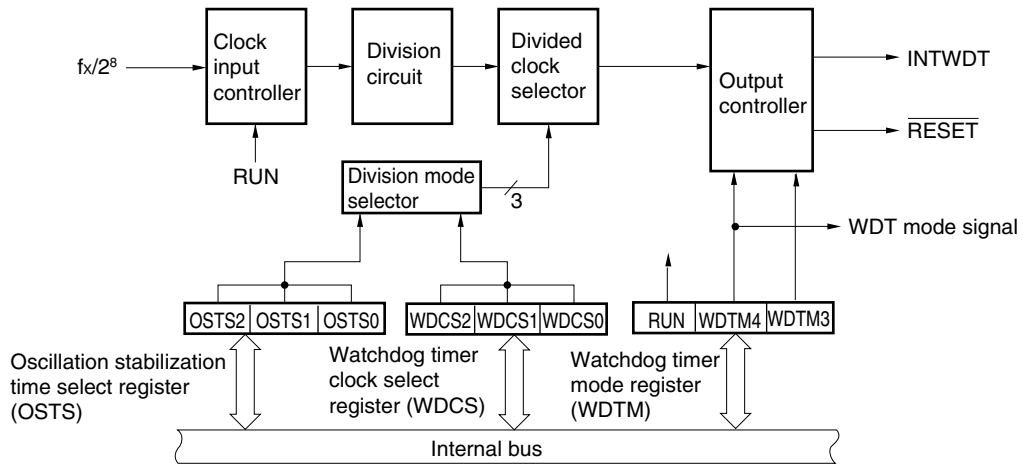 fx/2⁸
Clock
input
controller
Division
circuit
Divided
clock
selector
Output
controller
INTWDT
RESET
RUN
Division mode
selector
3
WDT mode signal
OSTS2 OSTS1 OSTS0
WDCS2 WDCS1 WDCS0
RUN WDTM4 WDTM3
Oscillation stabilization
time select register
(OSTS)
Watchdog timer
clock select
register (WDCS)
Watchdog timer
mode register
(WDTM)
Internal bus